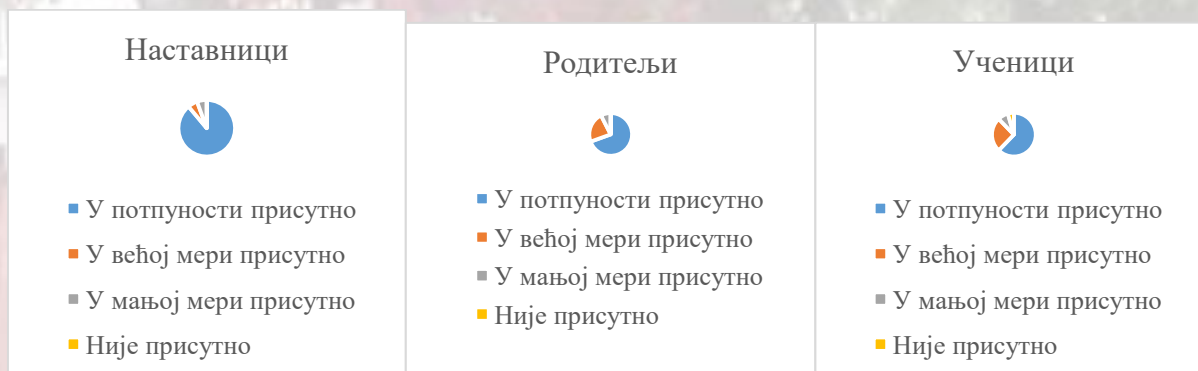 Наставници
У потпуности присутно
У већој мери присутно
У мањој мери присутно
Није присутно
Родитељи
У потпуности присутно
У већој мери присутно
У мањој мери присутно
Није присутно
Ученици
У потпуности присутно
У већој мери присутно
У мањој мери присутно
Није присутно